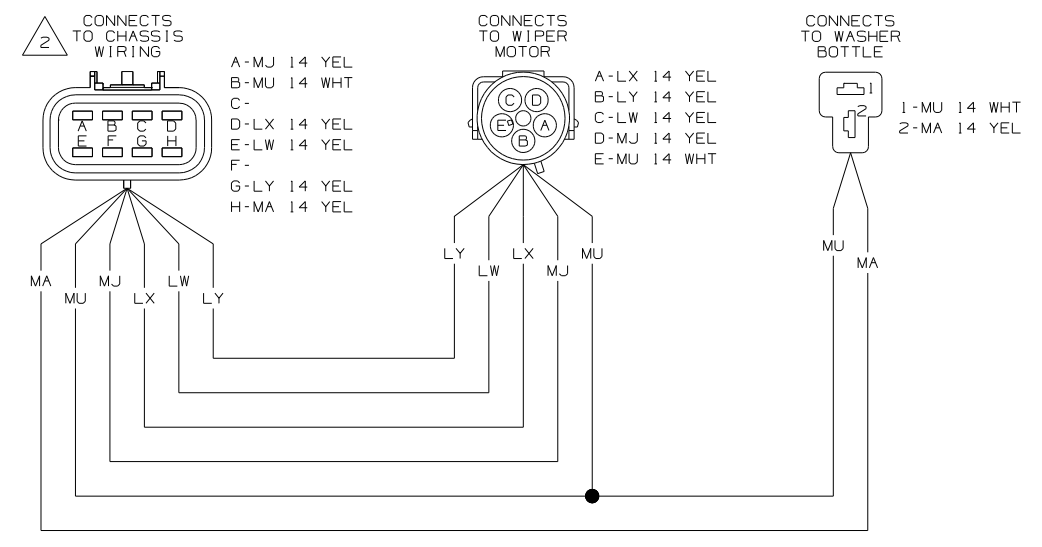 2
CONNECTS
TO CHASSIS
WIRING
A-MJ 14 YEL
B-MU 14 WHT
C-
D-LX 14 YEL
E-LW 14 YEL
F-
G-LY 14 YEL
H-MA 14 YEL
A B C D
E F G H
CONNECTS
TO WIPER
MOTOR
A-LX 14 YEL
B-LY 14 YEL
C-LW 14 YEL
D-MJ 14 YEL
E-MU 14 WHT
C D
E A
B
CONNECTS
TO WASHER
BOTTLE
1
2
1-MU 14 WHT
2-MA 14 YEL
MA
MU
MJ
LX
LW
LY
LY
LW
LX
MJ
MU
MU
MA